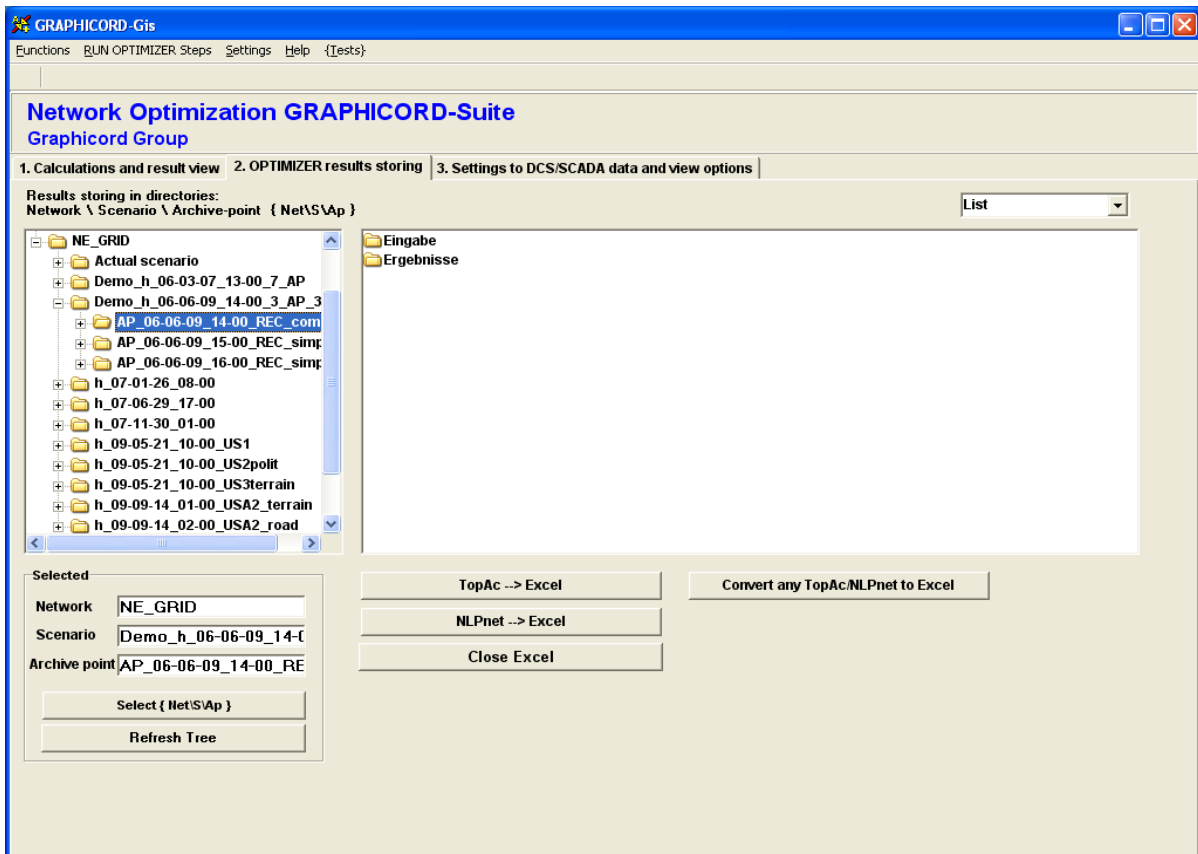 GRAPHICORD-Gis
Functions RUN OPTIMIZER Steps Settings Help {Tests}
Network Optimization GRAPHICORD-Suite
Graphicord Group
1. Calculations and result view 2. OPTIMIZER results storing 3. Settings to DCS/SCADA data and view options
Results storing in directories:
Network \ Scenario \ Archive-point { Net\S\Ap }
List
NE_GRID
Actual scenario
Demo_h_06-03-07_13-00_7_AP
Demo_h_06-06-09_14-00_3_AP_3
AP_06-06-09_14-00_REC_com
AP_06-06-09_15-00_REC_simp
AP_06-06-09_16-00_REC_simp
h_07-01-26_08-00
h_07-06-29_17-00
h_07-11-30_01-00
h_09-05-21_10-00_US1
h_09-05-21_10-00_US2polit
h_09-05-21_10-00_US3terrain
h_09-09-14_01-00_USA2_terrain
h_09-09-14_02-00_USA2_road
Eingabe
Ergebnisse
Selected
Network NE_GRID
Scenario Demo_h_06-06-09_14-0
Archive point AP_06-06-09_14-00_RE
Select { Net\S\Ap }
Refresh Tree
TopAc --> Excel
NLPnet --> Excel
Close Excel
Convert any TopAc/NLPnet to Excel